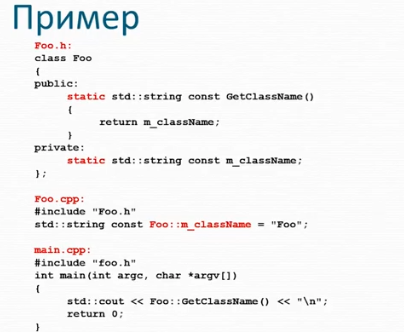 Пример
Foo.h:
class Foo
{
public:
static std::string const GetClassName()
{
return m_className;
}
private:
static std::string const m_className;
};
Foo.cpp:
#include "Foo.h"
std::string const Foo::m_className = "Foo";
main.cpp:
#include "foo.h"
int main(int argc, char *argv[])
{
std::cout << Foo::GetClassName() << "\n";
return 0;
}